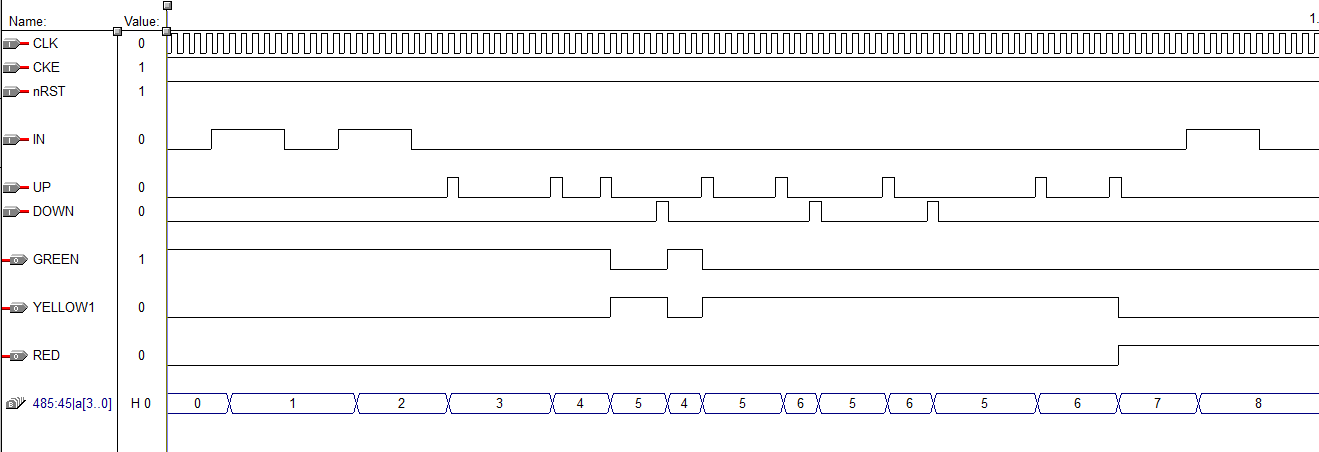 Name: Value: 1.
CLK 0
CKE 1
nRST 1
IN 0
UP 0
DOWN 0
GREEN 1
YELLOW1 0
RED 0
485:45|a[3..0] H 0 0 1 2 3 4 5 4 5 6 5 6 5 6 7 8